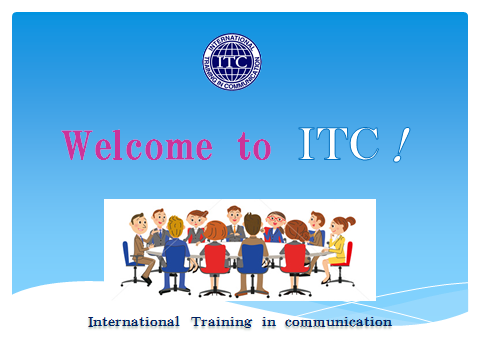 INTERNATIONAL
ITC
TRAINING IN COMMUNICATION
Welcome to ITC!
International Training in communication